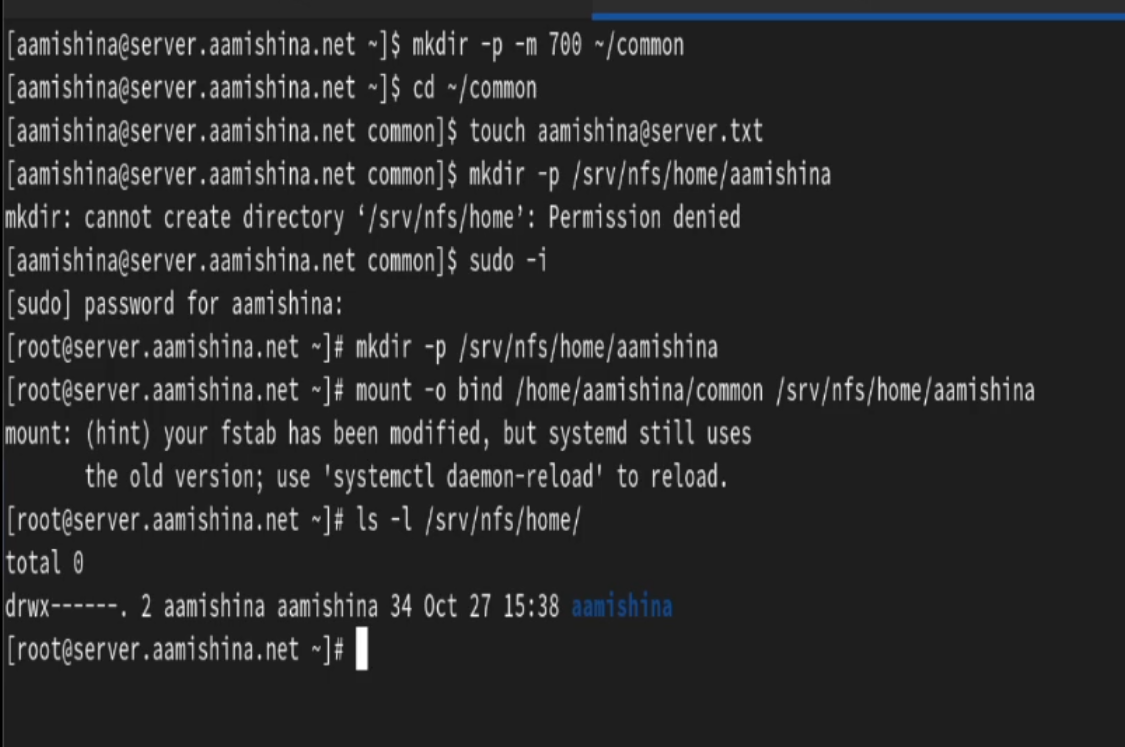 [aamishina@server.aamishina.net ~]$ mkdir -p -m 700 ~/common
[aamishina@server.aamishina.net ~]$ cd ~/common
[aamishina@server.aamishina.net common]$ touch aamishina@server.txt
[aamishina@server.aamishina.net common]$ mkdir -p /srv/nfs/home/aamishina
mkdir: cannot create directory ‘/srv/nfs/home’: Permission denied
[aamishina@server.aamishina.net common]$ sudo -i
[sudo] password for aamishina:
[root@server.aamishina.net ~]# mkdir -p /srv/nfs/home/aamishina
[root@server.aamishina.net ~]# mount -o bind /home/aamishina/common /srv/nfs/home/aamishina
mount: (hint) your fstab has been modified, but systemd still uses
       the old version; use 'systemctl daemon-reload' to reload.
[root@server.aamishina.net ~]# ls -l /srv/nfs/home/
total 0
drwx------. 2 aamishina aamishina 34 Oct 27 15:38 aamishina
[root@server.aamishina.net ~]#